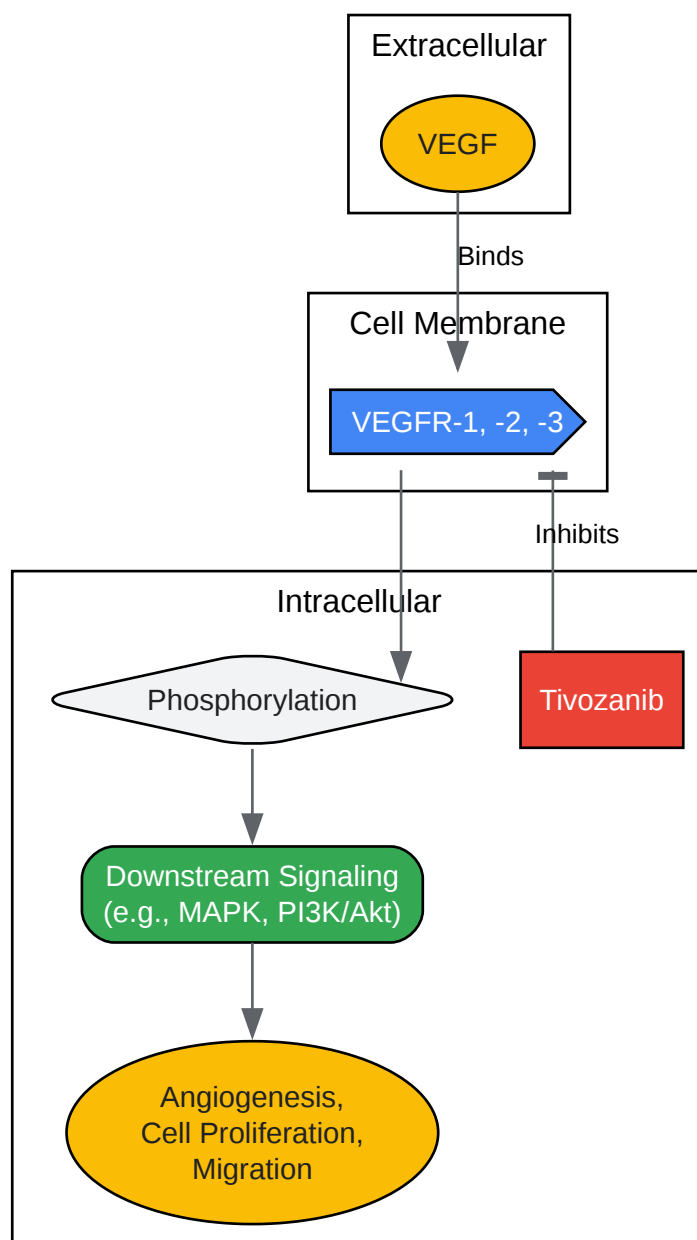 Extracellular
VEGF
Binds
Cell Membrane
VEGFR-1, -2, -3
Inhibits
Intracellular
Phosphorylation
Tivozanib
Downstream Signaling
(e.g., MAPK, PI3K/Akt)
Angiogenesis,
Cell Proliferation,
Migration